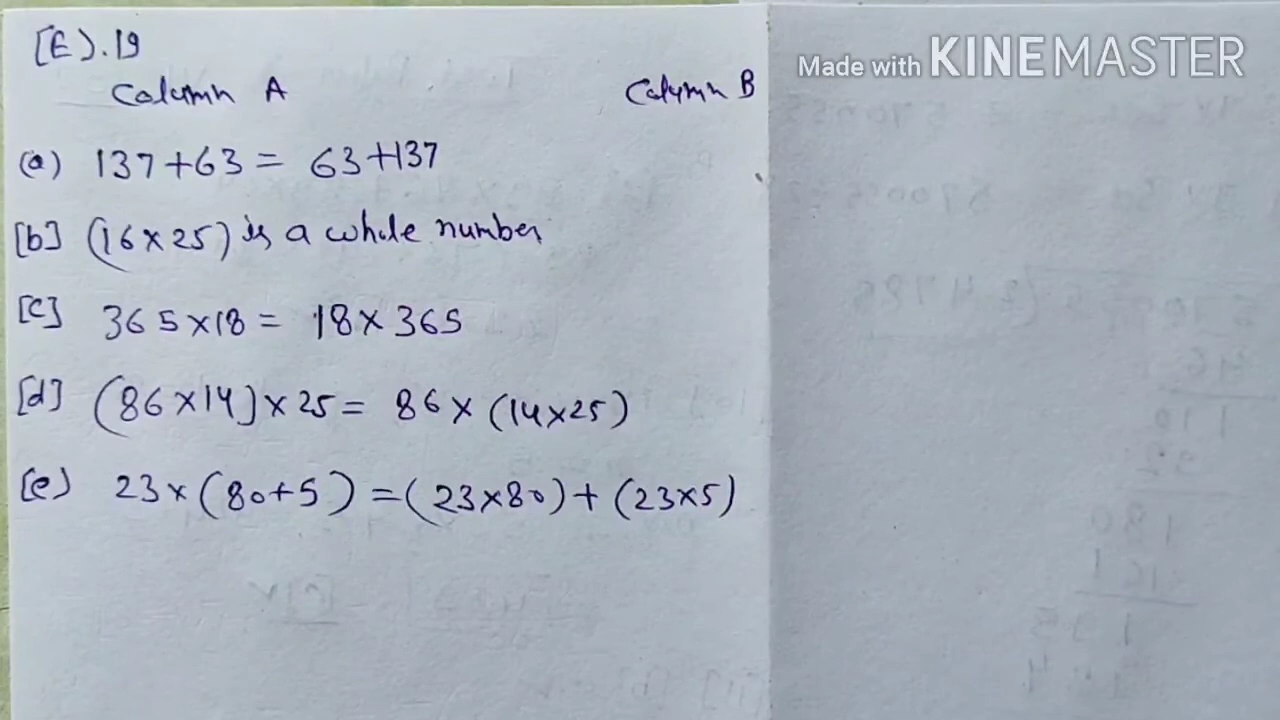 [E).19
Made with KINEMASTER
Column A Column B
(a) 137+63 = 63+137
[b] (16×25) is a whole number
[C] 365×18 = 18×365
[d] (86×14]×25 = 86×(14×25)
[e) 23×(80+5) = (23×80)+(23×5)